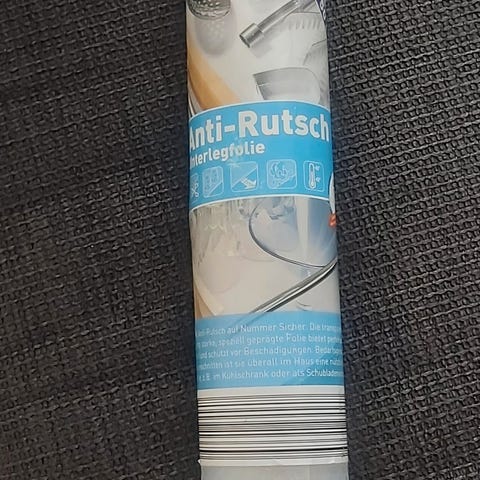 Anti-Rutsch
nterlegfolie
Anti-Rutsch auf Nummer Sicher. Die
starke, speziell geprägte Folie bietet
und schützt vor Beschädigungen.
ist sie überall im Haus eine
z.B. im Kühlschrank oder als